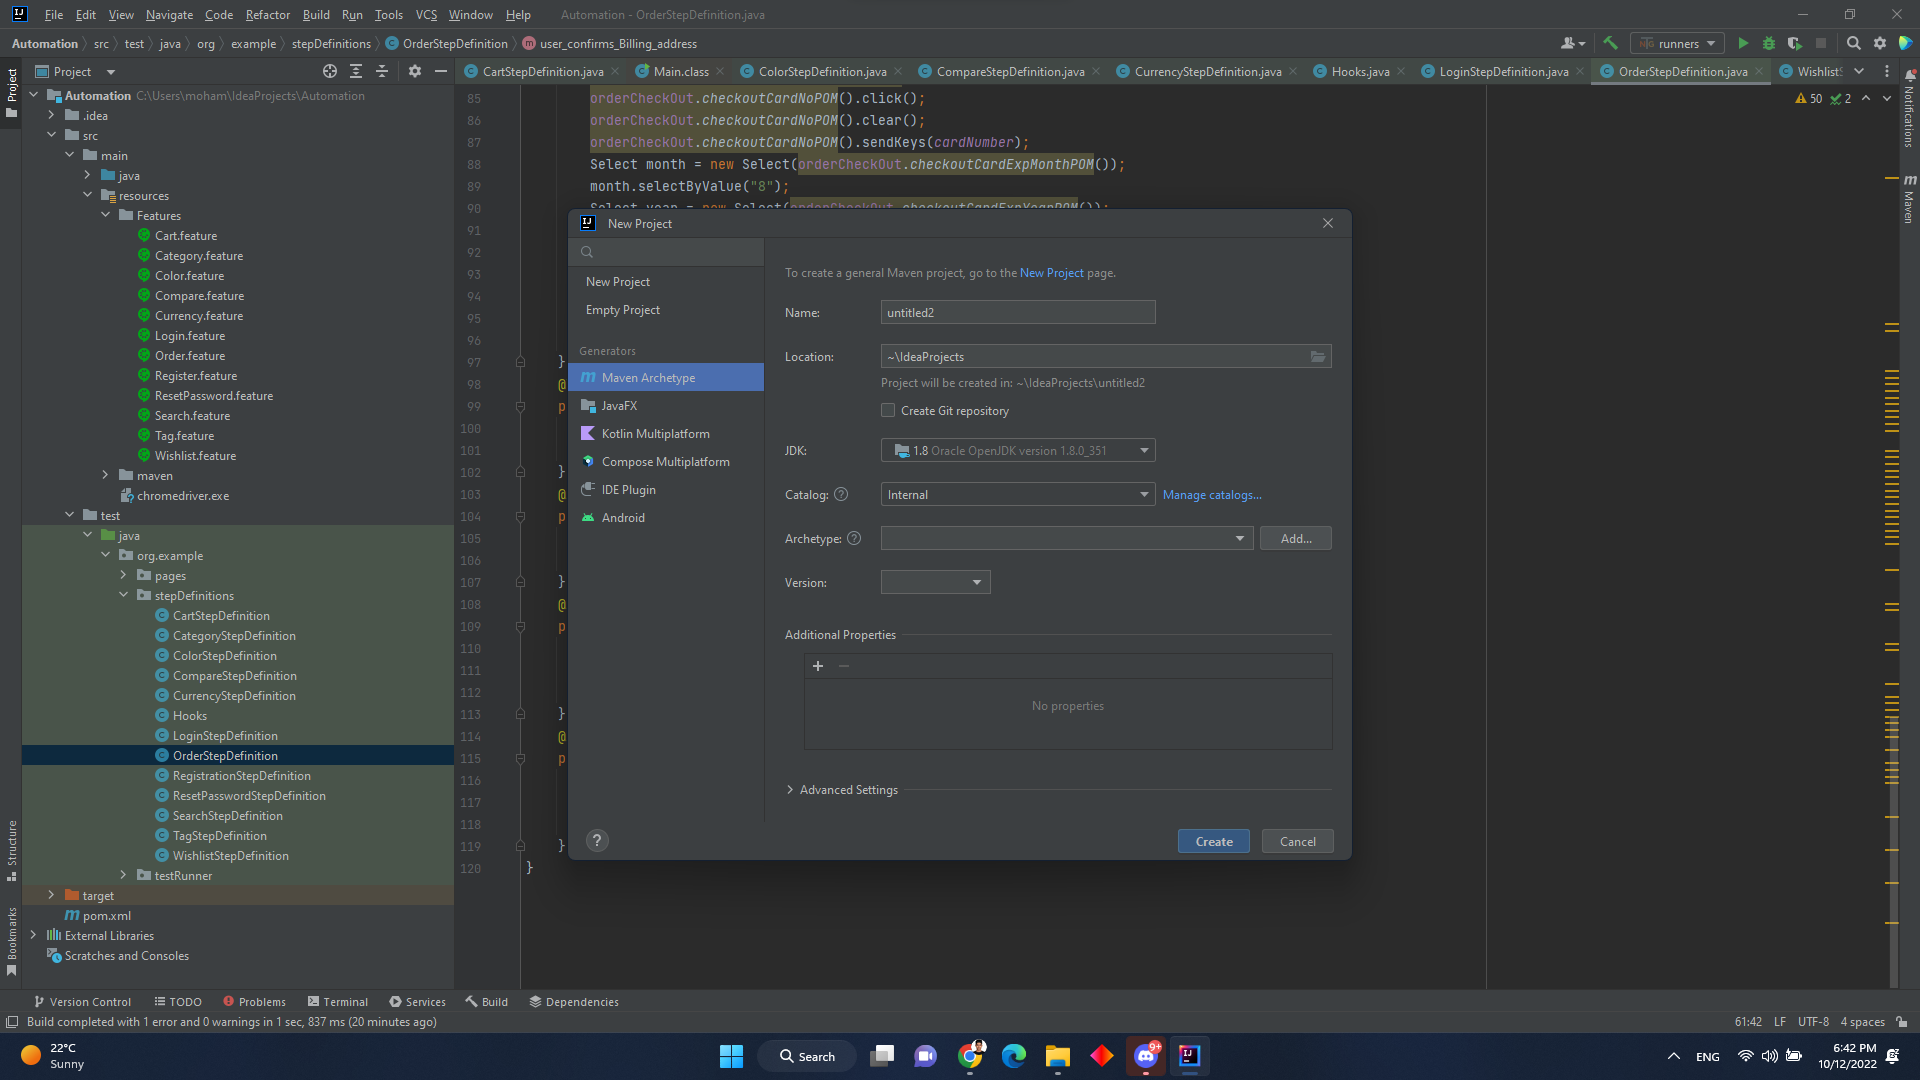 File Edit View Navigate Code Refactor Build Run Tools VCS Window Help Automation - OrderStepDefinition.java
Automation src test java org example stepDefinitions OrderStepDefinition user_confirms_Billing_address
runners
Project
CartStepDefinition.java Main.class ColorStepDefinition.java CompareStepDefinition.java CurrencyStepDefinition.java Hooks.java LoginStepDefinition.java OrderStepDefinition.java WishlistS
Project
Structure
Bookmarks
Notifications
Maven
Automation C:\Users\moham\IdeaProjects\Automation
.idea
src
main
java
resources
Features
Cart.feature
Category.feature
Color.feature
Compare.feature
Currency.feature
Login.feature
Order.feature
Register.feature
ResetPassword.feature
Search.feature
Tag.feature
Wishlist.feature
maven
chromedriver.exe
test
java
org.example
pages
stepDefinitions
CartStepDefinition
CategoryStepDefinition
ColorStepDefinition
CompareStepDefinition
CurrencyStepDefinition
Hooks
LoginStepDefinition
OrderStepDefinition
RegistrationStepDefinition
ResetPasswordStepDefinition
SearchStepDefinition
TagStepDefinition
WishlistStepDefinition
testRunner
target
pom.xml
External Libraries
Scratches and Consoles
50 2
85 orderCheckOut.checkoutCardNoPOM().click();
86 orderCheckOut.checkoutCardNoPOM().clear();
87 orderCheckOut.checkoutCardNoPOM().sendKeys(cardNumber);
88 Select month = new Select(orderCheckOut.checkoutCardExpMonthPOM());
89 month.selectByValue("8");
90 Select year = new Select(orderCheckOut.checkoutCardExpYearPOM());
91
92
93
94
95
96
97 }
98 @
99 p
100
101
102 }
103 @
104 p
105
106
107 }
108 @
109 p
110
111
112
113 }
114 @
115 p
116
117
118
119 }
120 }
New Project
New Project
Empty Project
Generators
Maven Archetype
JavaFX
Kotlin Multiplatform
Compose Multiplatform
IDE Plugin
Android
To create a general Maven project, go to the New Project page.
Name: untitled2
Location: ~\IdeaProjects
Project will be created in: ~\IdeaProjects\untitled2
Create Git repository
JDK: 1.8 Oracle OpenJDK version 1.8.0_351
Catalog: ? Internal Manage catalogs...
Archetype: ? Add...
Version:
Additional Properties
+ −
No properties
Advanced Settings
? Create Cancel
Version Control TODO Problems Terminal Services Build Dependencies
Build completed with 1 error and 0 warnings in 1 sec, 837 ms (20 minutes ago)
61:42 LF UTF-8 4 spaces
22°C
Sunny
Search
9+
ENG
6:42 PM
10/12/2022